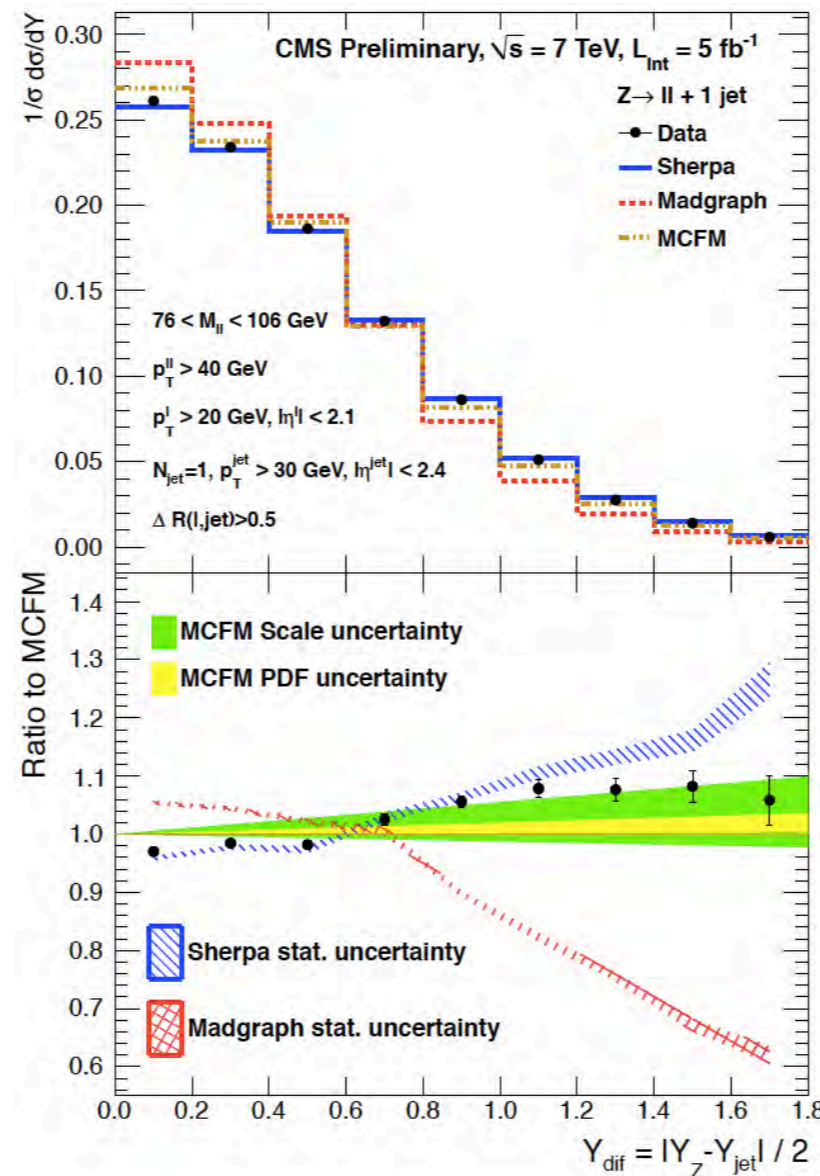 CMS Preliminary, √s = 7 TeV, L_Int = 5 fb⁻¹
Z→ ll + 1 jet
Data
Sherpa
Madgraph
MCFM
1/σ dσ/dY
0.30
0.25
0.20
0.15
0.10
0.05
0.00
76 < M_ll < 106 GeV
p_T^ll > 40 GeV
p_T^l > 20 GeV, |η^l| < 2.1
N_jet=1, p_T^jet > 30 GeV, |η^jet| < 2.4
Δ R(l,jet)>0.5
Ratio to MCFM
1.4
1.3
1.2
1.1
1.0
0.9
0.8
0.7
0.6
MCFM Scale uncertainty
MCFM PDF uncertainty
Sherpa stat. uncertainty
Madgraph stat. uncertainty
0.0 0.2 0.4 0.6 0.8 1.0 1.2 1.4 1.6 1.8
Y_dif = |Y_Z-Y_jet| / 2